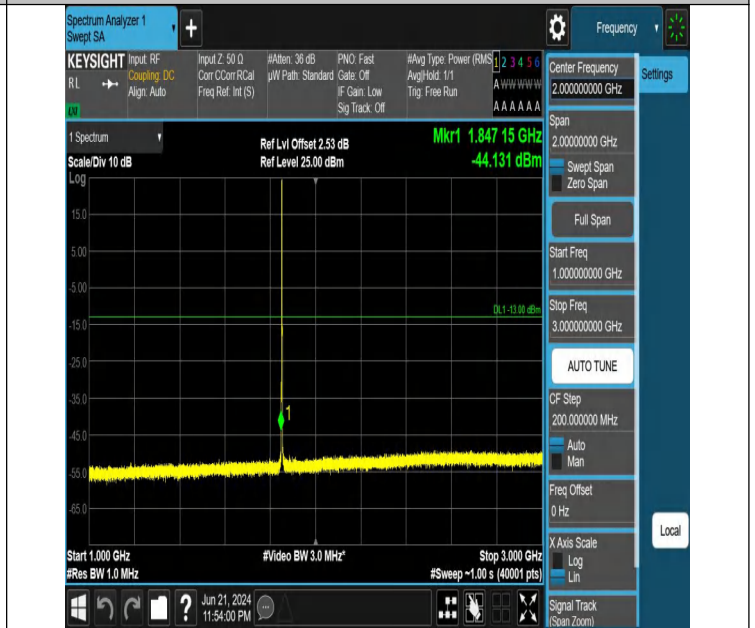 Spectrum Analyzer 1
Swept SA
+
Frequency
KEYSIGHT
RL
Input: RF
Coupling: DC
Align: Auto
Input Z: 50 Ω
Corr CCorr RCal
Freq Ref: Int (S)
#Atten: 36 dB
µW Path: Standard
PNO: Fast
Gate: Off
IF Gain: Low
Sig Track: Off
#Avg Type: Power (RMS
Avg|Hold: 1/1
Trig: Free Run
1 2 3 4 5 6
A W W W W W
A A A A A A
1 Spectrum
Scale/Div 10 dB
Ref Lvl Offset 2.53 dB
Ref Level 25.00 dBm
Mkr1 1.847 15 GHz
-44.131 dBm
Log
15.0
5.00
-5.00
-15.0
-25.0
-35.0
-45.0
-55.0
-65.0
DL1 -13.00 dBm
1
Start 1.000 GHz
#Res BW 1.0 MHz
#Video BW 3.0 MHz*
Stop 3.000 GHz
#Sweep ~1.00 s (40001 pts)
Center Frequency
2.000000000 GHz
Span
2.00000000 GHz
Swept Span
Zero Span
Full Span
Start Freq
1.000000000 GHz
Stop Freq
3.000000000 GHz
AUTO TUNE
CF Step
200.000000 MHz
Auto
Man
Freq Offset
0 Hz
X Axis Scale
Log
Lin
Signal Track
(Span Zoom)
Settings
Local
?
Jun 21, 2024
11:54:00 PM